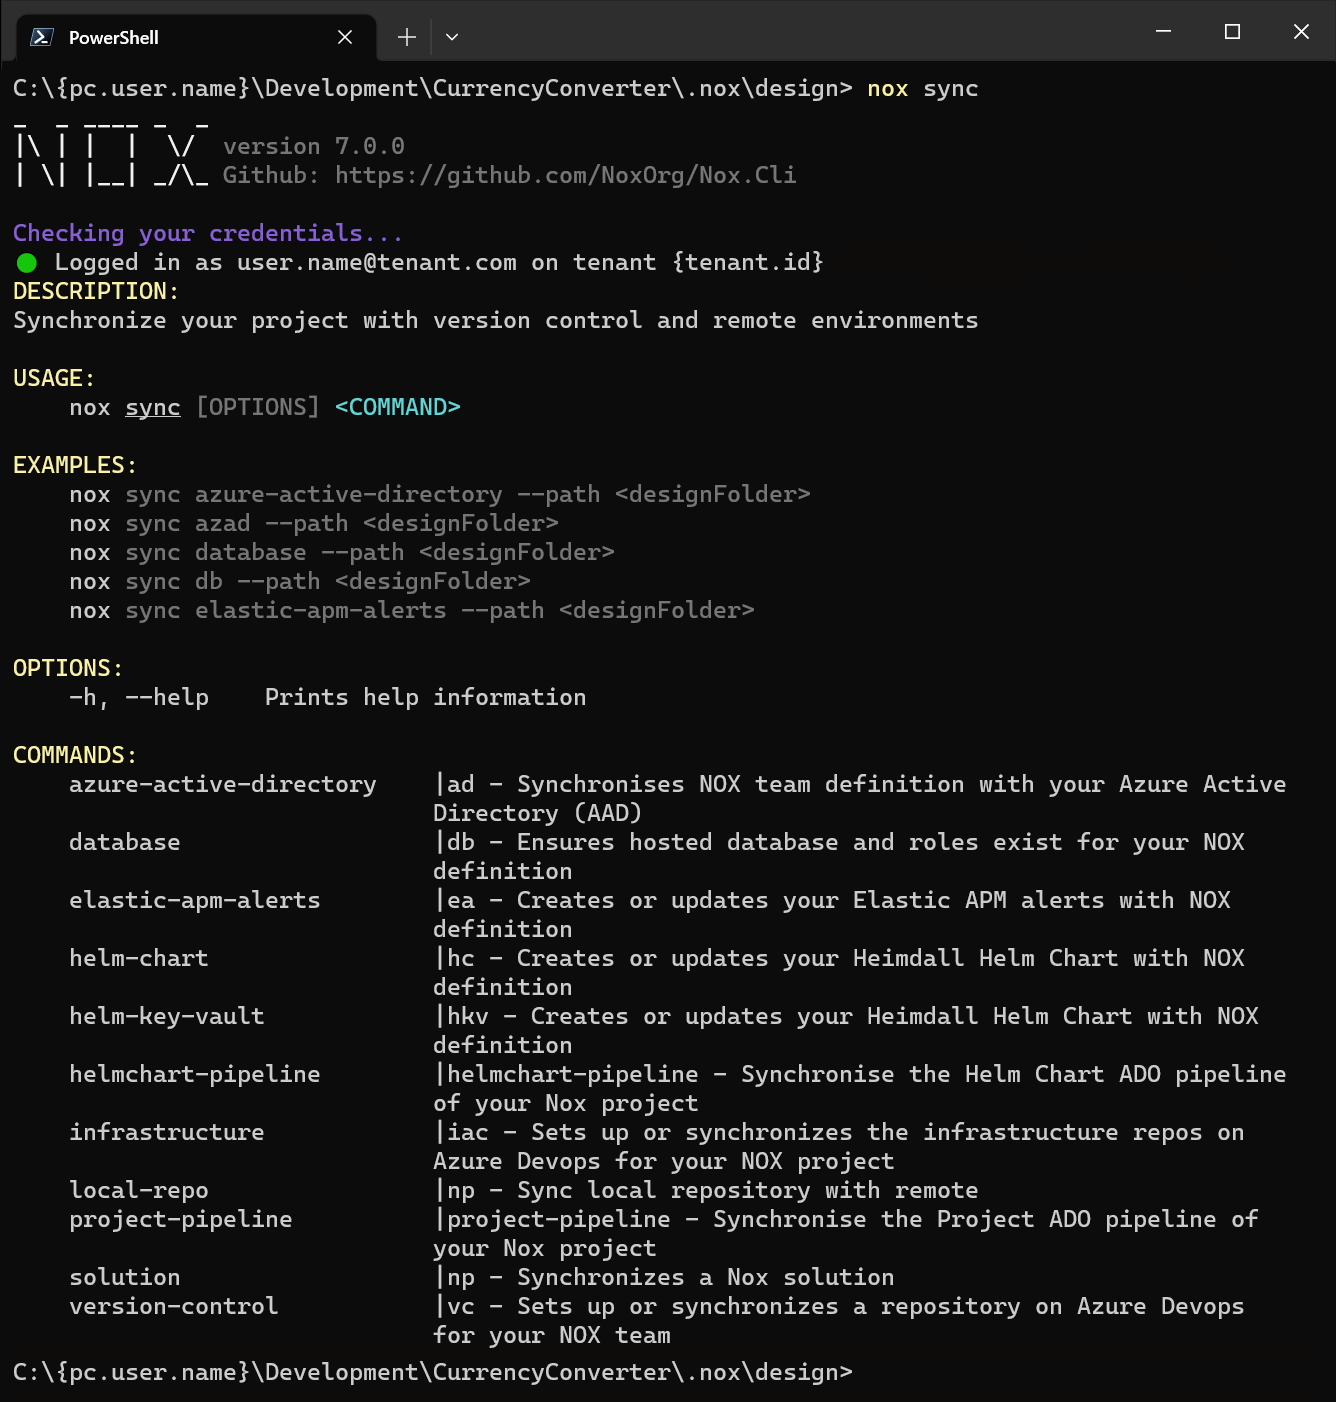 PowerShell
C:\{pc.user.name}\Development\CurrencyConverter\.nox\design> nox sync
_  _ ____ _  _
|\ | |  |  \/  version 7.0.0
| \| |__| _/\_ Github: https://github.com/NoxOrg/Nox.Cli
Checking your credentials...
Logged in as user.name@tenant.com on tenant {tenant.id}
DESCRIPTION:
Synchronize your project with version control and remote environments
USAGE:
nox sync [OPTIONS] <COMMAND>
EXAMPLES:
nox sync azure-active-directory --path <designFolder>
nox sync azad --path <designFolder>
nox sync database --path <designFolder>
nox sync db --path <designFolder>
nox sync elastic-apm-alerts --path <designFolder>
OPTIONS:
-h, --help    Prints help information
COMMANDS:
azure-active-directory    |ad - Synchronises NOX team definition with your Azure Active
Directory (AAD)
database    |db - Ensures hosted database and roles exist for your NOX
definition
elastic-apm-alerts    |ea - Creates or updates your Elastic APM alerts with NOX
definition
helm-chart    |hc - Creates or updates your Heimdall Helm Chart with NOX
definition
helm-key-vault    |hkv - Creates or updates your Heimdall Helm Chart with NOX
definition
helmchart-pipeline    |helmchart-pipeline - Synchronise the Helm Chart ADO pipeline
of your Nox project
infrastructure    |iac - Sets up or synchronizes the infrastructure repos on
Azure Devops for your NOX project
local-repo    |np - Sync local repository with remote
project-pipeline    |project-pipeline - Synchronise the Project ADO pipeline of
your Nox project
solution    |np - Synchronizes a Nox solution
version-control    |vc - Sets up or synchronizes a repository on Azure Devops
for your NOX team
C:\{pc.user.name}\Development\CurrencyConverter\.nox\design>